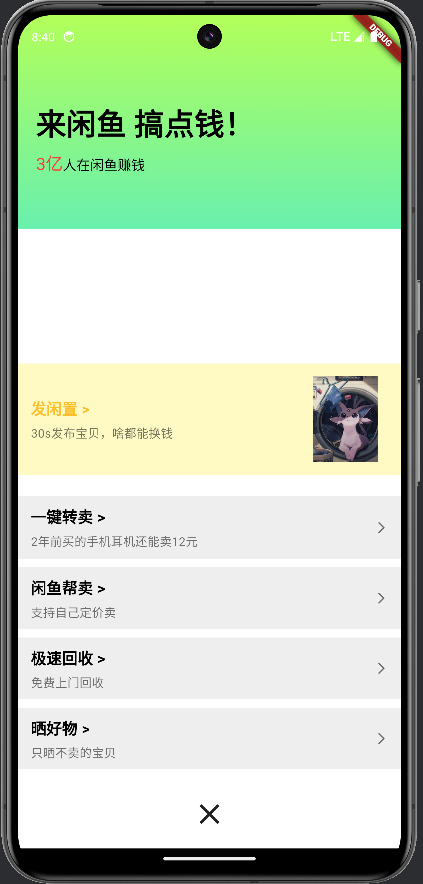 8:40
LTE
DEBUG
来闲鱼 搞点钱！
3亿人在闲鱼赚钱
发闲置 >
30s发布宝贝，啥都能换钱
一键转卖 >
2年前买的手机耳机还能卖12元
闲鱼帮卖 >
支持自己定价卖
极速回收 >
免费上门回收
晒好物 >
只晒不卖的宝贝